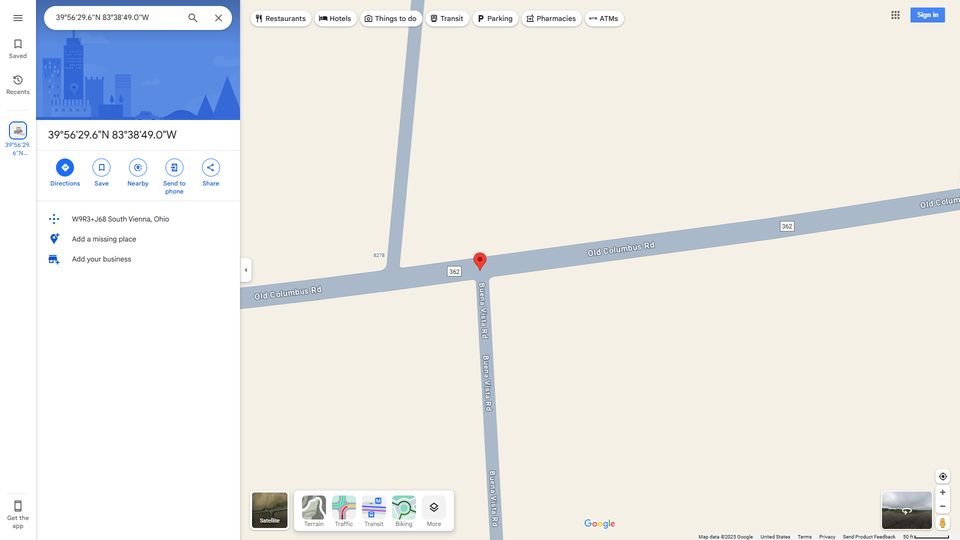 39°56'29.6"N 83°38'49.0"W
Restaurants
Hotels
Things to do
Transit
Parking
Pharmacies
ATMs
Sign in
Saved
Recents
39°56'29.
6"N...
39°56'29.6"N 83°38'49.0"W
Directions
Save
Nearby
Send to
phone
Share
W9R3+J68 South Vienna, Ohio
Add a missing place
Add your business
Get the
app
8278
362
362
Old Columbus Rd
Old Columbus Rd
Old Colum
Buena Vista Rd
Buena Vista Rd
Buena Vista Rd
Satellite
Terrain
Traffic
Transit
Biking
More
Google
Map data ©2025 Google
United States
Terms
Privacy
Send Product Feedback
50 ft